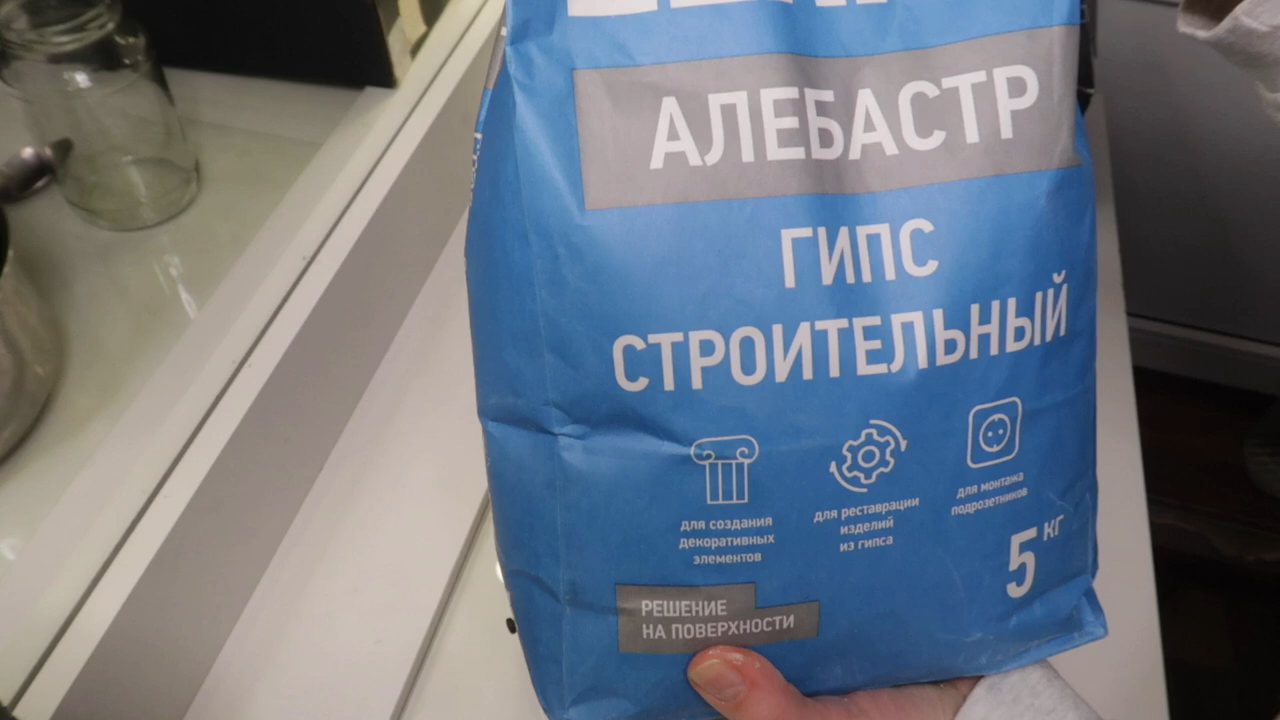 АЛЕБАСТР
ГИПС
СТРОИТЕЛЬНЫЙ
для создания
декоративных
элементов
для реставрации
изделий
из гипса
для монтажа
подрозетников
5 кг
РЕШЕНИЕ
НА ПОВЕРХНОСТИ